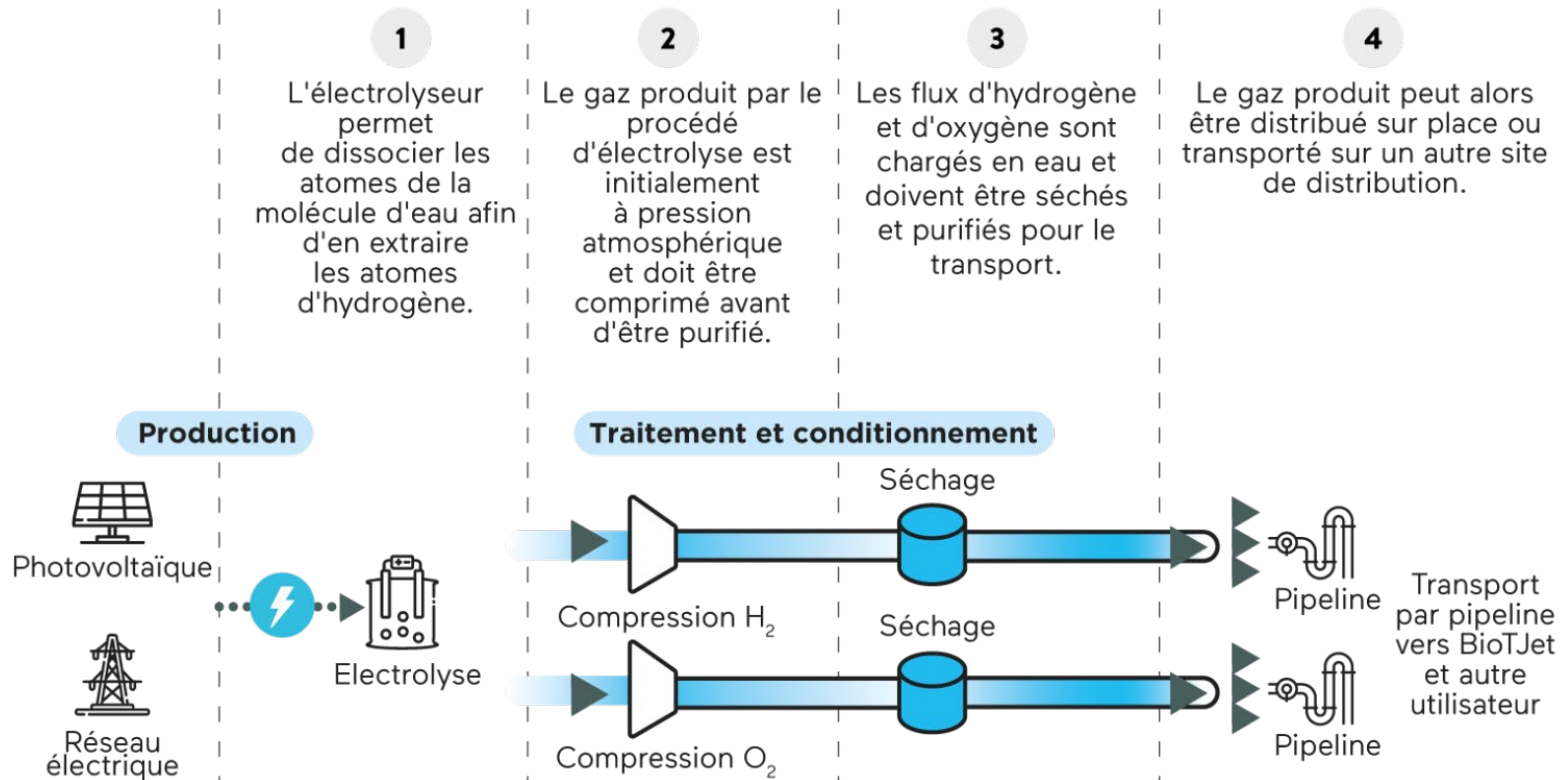 1
L'électrolyseur
permet
de dissocier les
atomes de la
molécule d'eau afin
d'en extraire
les atomes
d'hydrogène.
2
Le gaz produit par le
procédé
d'électrolyse est
initialement
à pression
atmosphérique
et doit être
comprimé avant
d'être purifié.
3
Les flux d'hydrogène
et d'oxygène sont
chargés en eau et
doivent être séchés
et purifiés pour le
transport.
4
Le gaz produit peut alors
être distribué sur place ou
transporté sur un autre site
de distribution.
Production
Traitement et conditionnement
Photovoltaïque
Réseau
électrique
Electrolyse
Compression H₂
Séchage
Pipeline
Compression O₂
Séchage
Pipeline
Transport
par pipeline
vers BioTJet
et autre
utilisateur